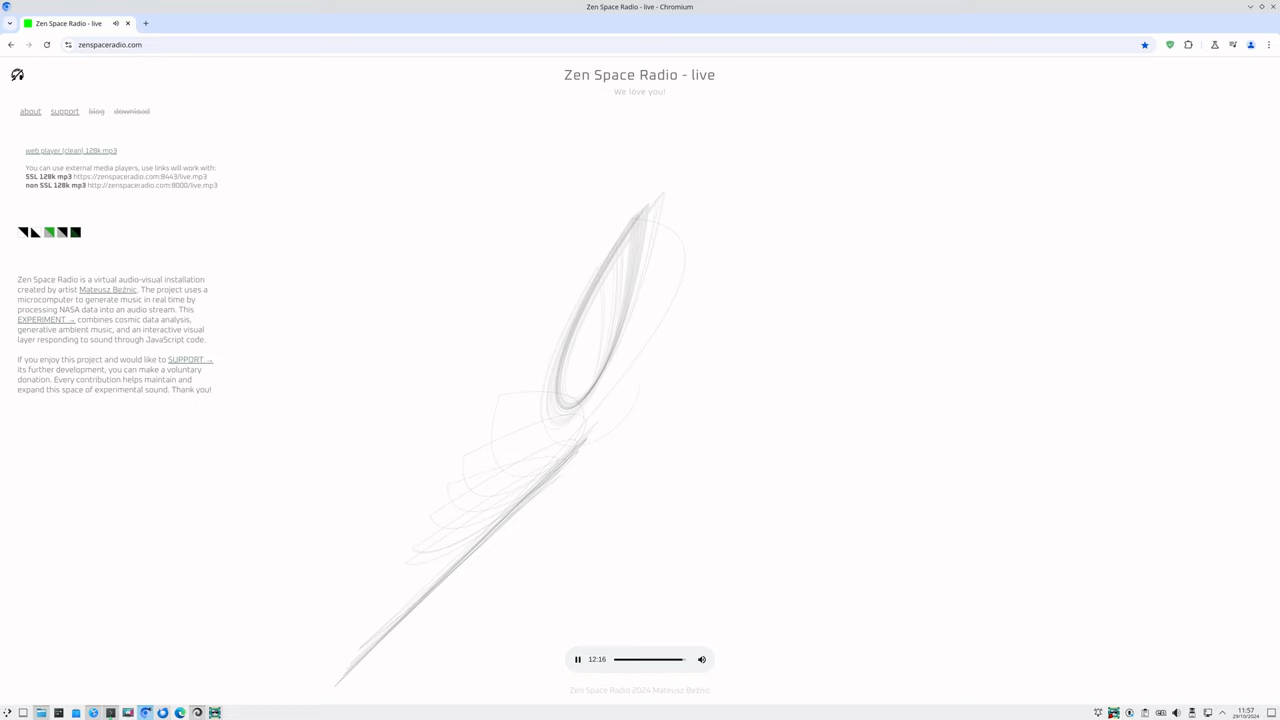 Zen Space Radio - live - Chromium
Zen Space Radio - live
zenspaceradio.com
Zen Space Radio - live
We love you!
about support blog download
web player (clean) 128k mp3
You can use external media players, use links will work with:
SSL 128k mp3 https://zenspaceradio.com:8443/live.mp3
non SSL 128k mp3 http://zenspaceradio.com:8000/live.mp3
Zen Space Radio is a virtual audio-visual installation
created by artist Mateusz Beźnic. The project uses a
microcomputer to generate music in real time by
processing NASA data into an audio stream. This
EXPERIMENT → combines cosmic data analysis,
generative ambient music, and an interactive visual
layer responding to sound through JavaScript code.
If you enjoy this project and would like to SUPPORT →
its further development, you can make a voluntary
donation. Every contribution helps maintain and
expand this space of experimental sound. Thank you!
12:16
Zen Space Radio 2024 Mateusz Beźnic
11:57
29/10/2024